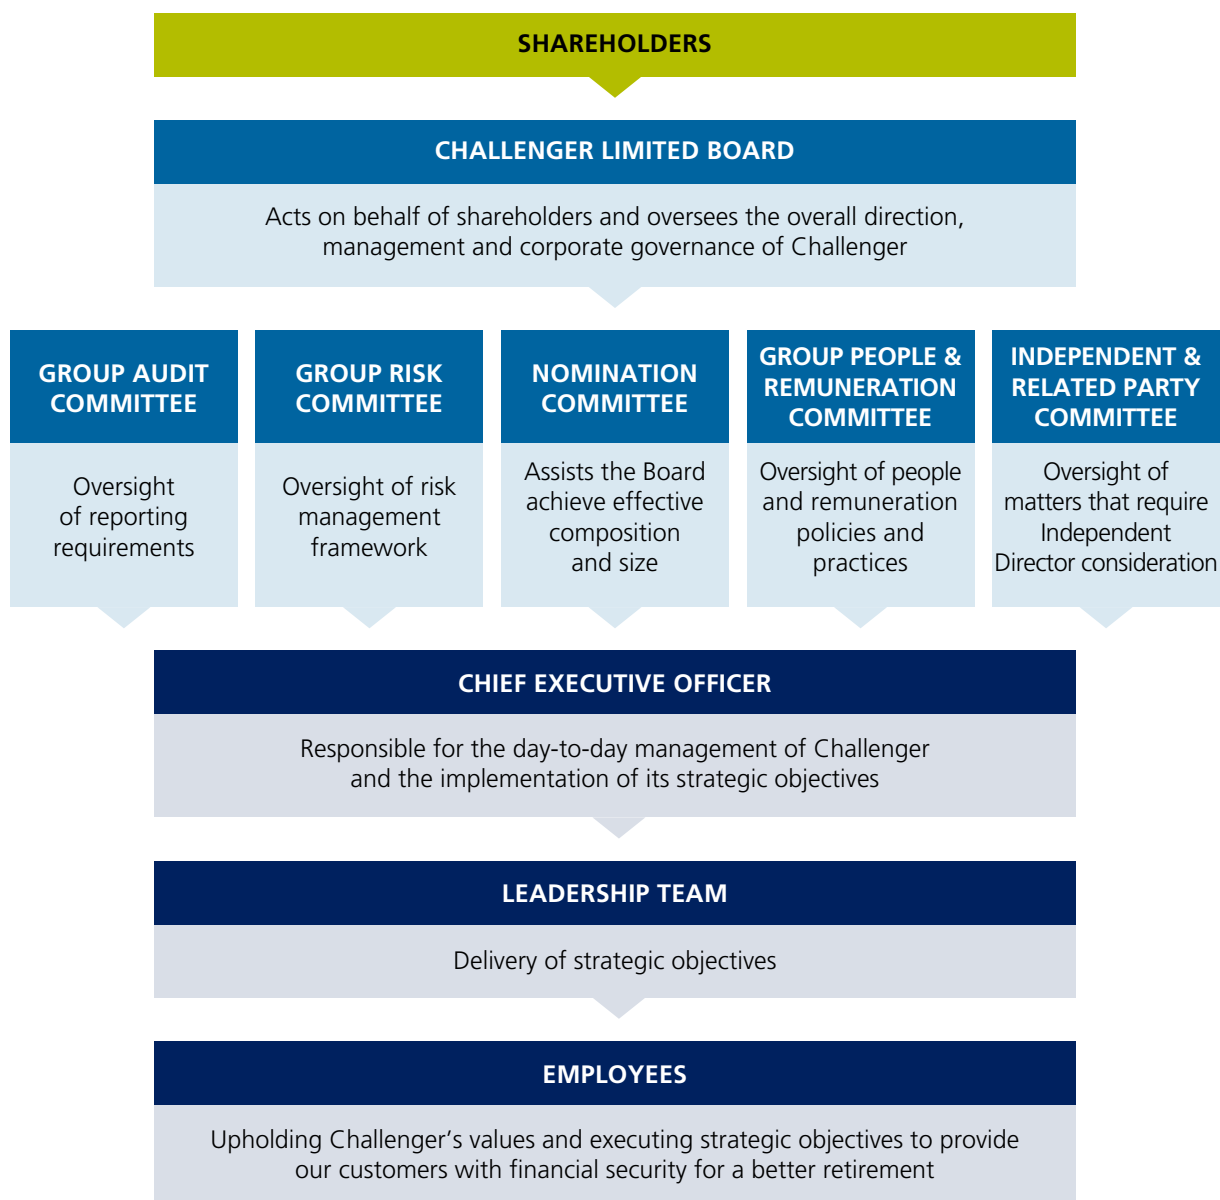 SHAREHOLDERS
CHALLENGER LIMITED BOARD
Acts on behalf of shareholders and oversees the overall direction,
management and corporate governance of Challenger
GROUP AUDIT
COMMITTEE
Oversight
of reporting
requirements
GROUP RISK
COMMITTEE
Oversight of risk
management
framework
NOMINATION
COMMITTEE
Assists the Board
achieve effective
composition
and size
GROUP PEOPLE &
REMUNERATION
COMMITTEE
Oversight of people
and remuneration
policies and
practices
INDEPENDENT &
RELATED PARTY
COMMITTEE
Oversight of
matters that require
Independent
Director consideration
CHIEF EXECUTIVE OFFICER
Responsible for the day-to-day management of Challenger
and the implementation of its strategic objectives
LEADERSHIP TEAM
Delivery of strategic objectives
EMPLOYEES
Upholding Challenger’s values and executing strategic objectives to provide
our customers with financial security for a better retirement